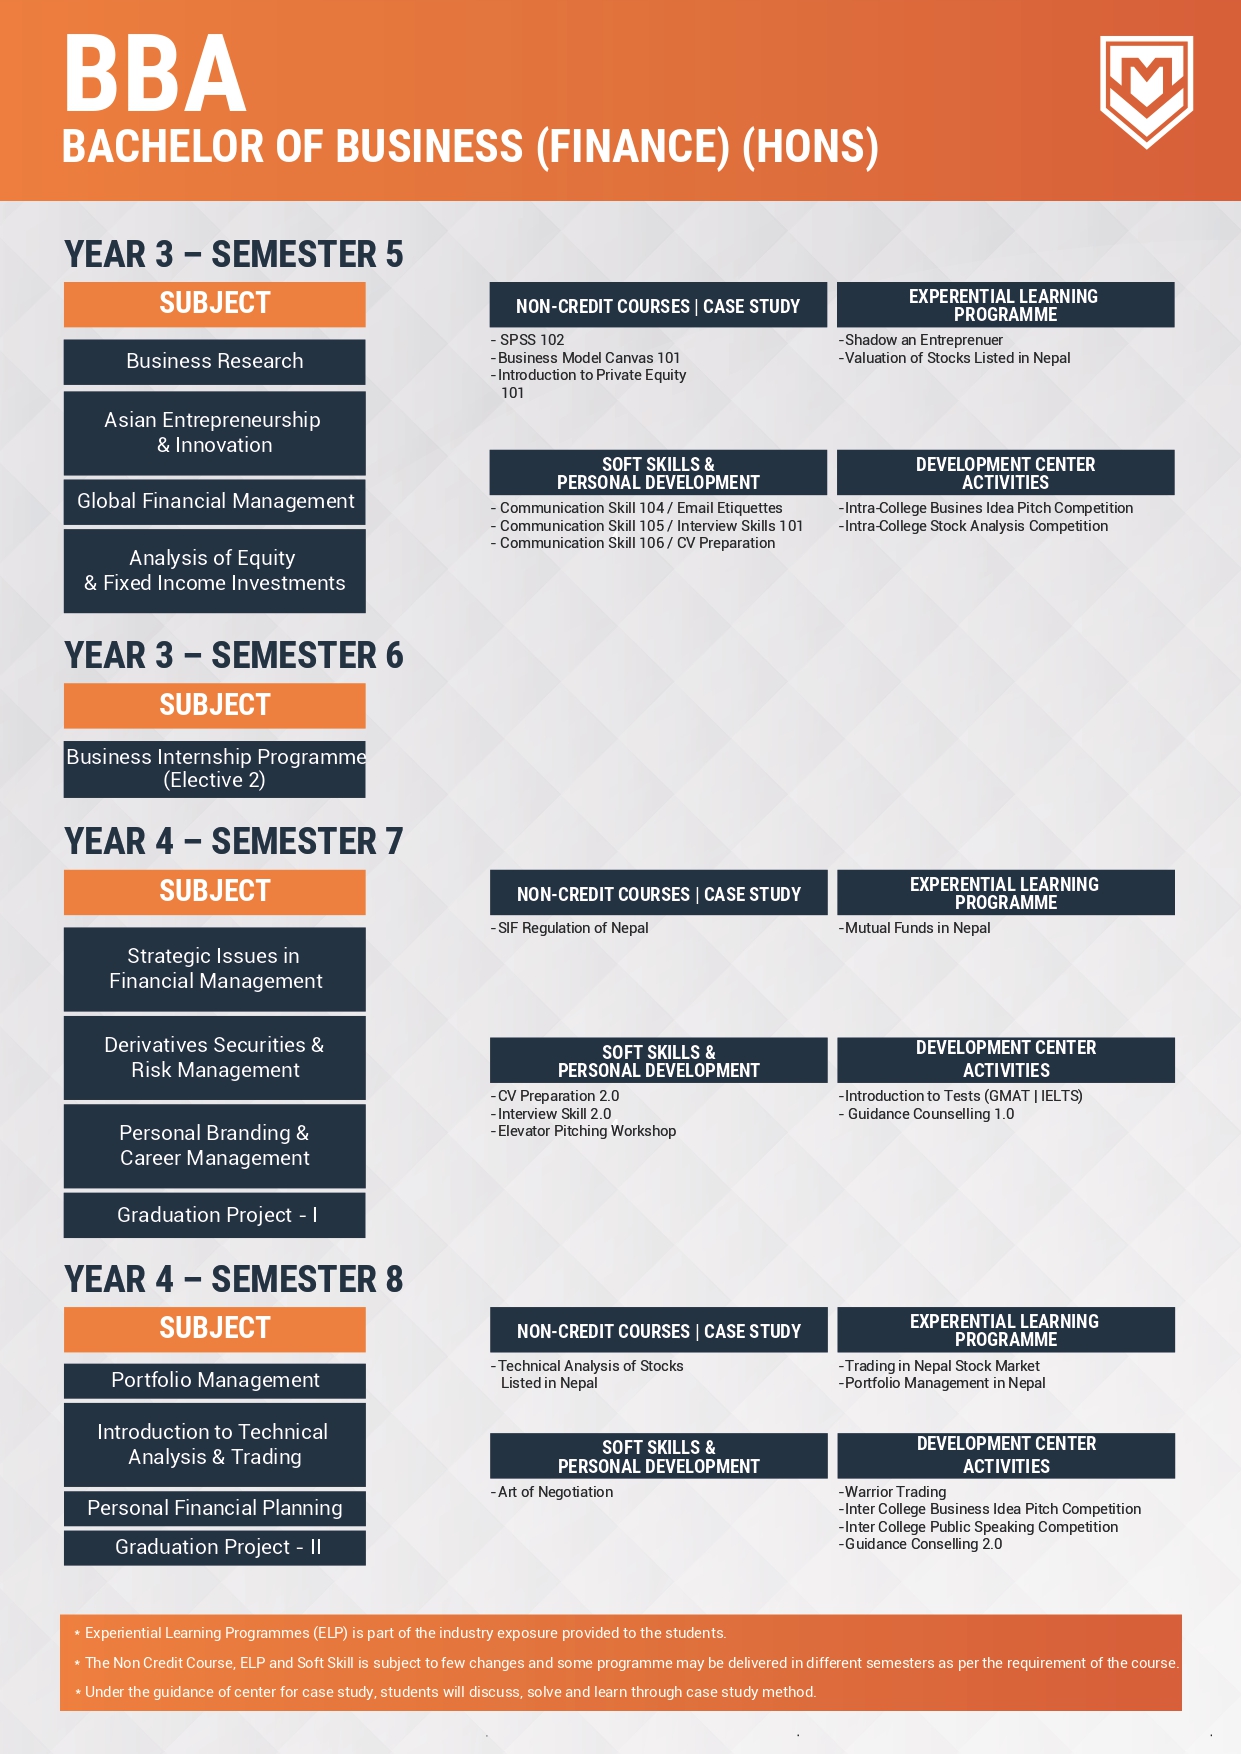 BBA
BACHELOR OF BUSINESS (FINANCE) (HONS)
YEAR 3 – SEMESTER 5
SUBJECT
Business Research
Asian Entrepreneurship
& Innovation
Global Financial Management
Analysis of Equity
& Fixed Income Investments
NON-CREDIT COURSES | CASE STUDY
- SPSS 102
-Business Model Canvas 101
-Introduction to Private Equity
101
EXPERENTIAL LEARNING
PROGRAMME
-Shadow an Entreprenuer
-Valuation of Stocks Listed in Nepal
SOFT SKILLS &
PERSONAL DEVELOPMENT
- Communication Skill 104 / Email Etiquettes
- Communication Skill 105 / Interview Skills 101
- Communication Skill 106 / CV Preparation
DEVELOPMENT CENTER
ACTIVITIES
-Intra-College Busines Idea Pitch Competition
-Intra-College Stock Analysis Competition
YEAR 3 – SEMESTER 6
SUBJECT
Business Internship Programme
(Elective 2)
YEAR 4 – SEMESTER 7
SUBJECT
Strategic Issues in
Financial Management
Derivatives Securities &
Risk Management
Personal Branding &
Career Management
Graduation Project - I
NON-CREDIT COURSES | CASE STUDY
-SIF Regulation of Nepal
EXPERENTIAL LEARNING
PROGRAMME
-Mutual Funds in Nepal
SOFT SKILLS &
PERSONAL DEVELOPMENT
-CV Preparation 2.0
-Interview Skill 2.0
-Elevator Pitching Workshop
DEVELOPMENT CENTER
ACTIVITIES
-Introduction to Tests (GMAT | IELTS)
- Guidance Counselling 1.0
YEAR 4 – SEMESTER 8
SUBJECT
Portfolio Management
Introduction to Technical
Analysis & Trading
Personal Financial Planning
Graduation Project - II
NON-CREDIT COURSES | CASE STUDY
-Technical Analysis of Stocks
Listed in Nepal
EXPERENTIAL LEARNING
PROGRAMME
-Trading in Nepal Stock Market
-Portfolio Management in Nepal
SOFT SKILLS &
PERSONAL DEVELOPMENT
-Art of Negotiation
DEVELOPMENT CENTER
ACTIVITIES
-Warrior Trading
-Inter College Business Idea Pitch Competition
-Inter College Public Speaking Competition
-Guidance Conselling 2.0
* Experiential Learning Programmes (ELP) is part of the industry exposure provided to the students.
* The Non Credit Course, ELP and Soft Skill is subject to few changes and some programme may be delivered in different semesters as per the requirement of the course.
* Under the guidance of center for case study, students will discuss, solve and learn through case study method.